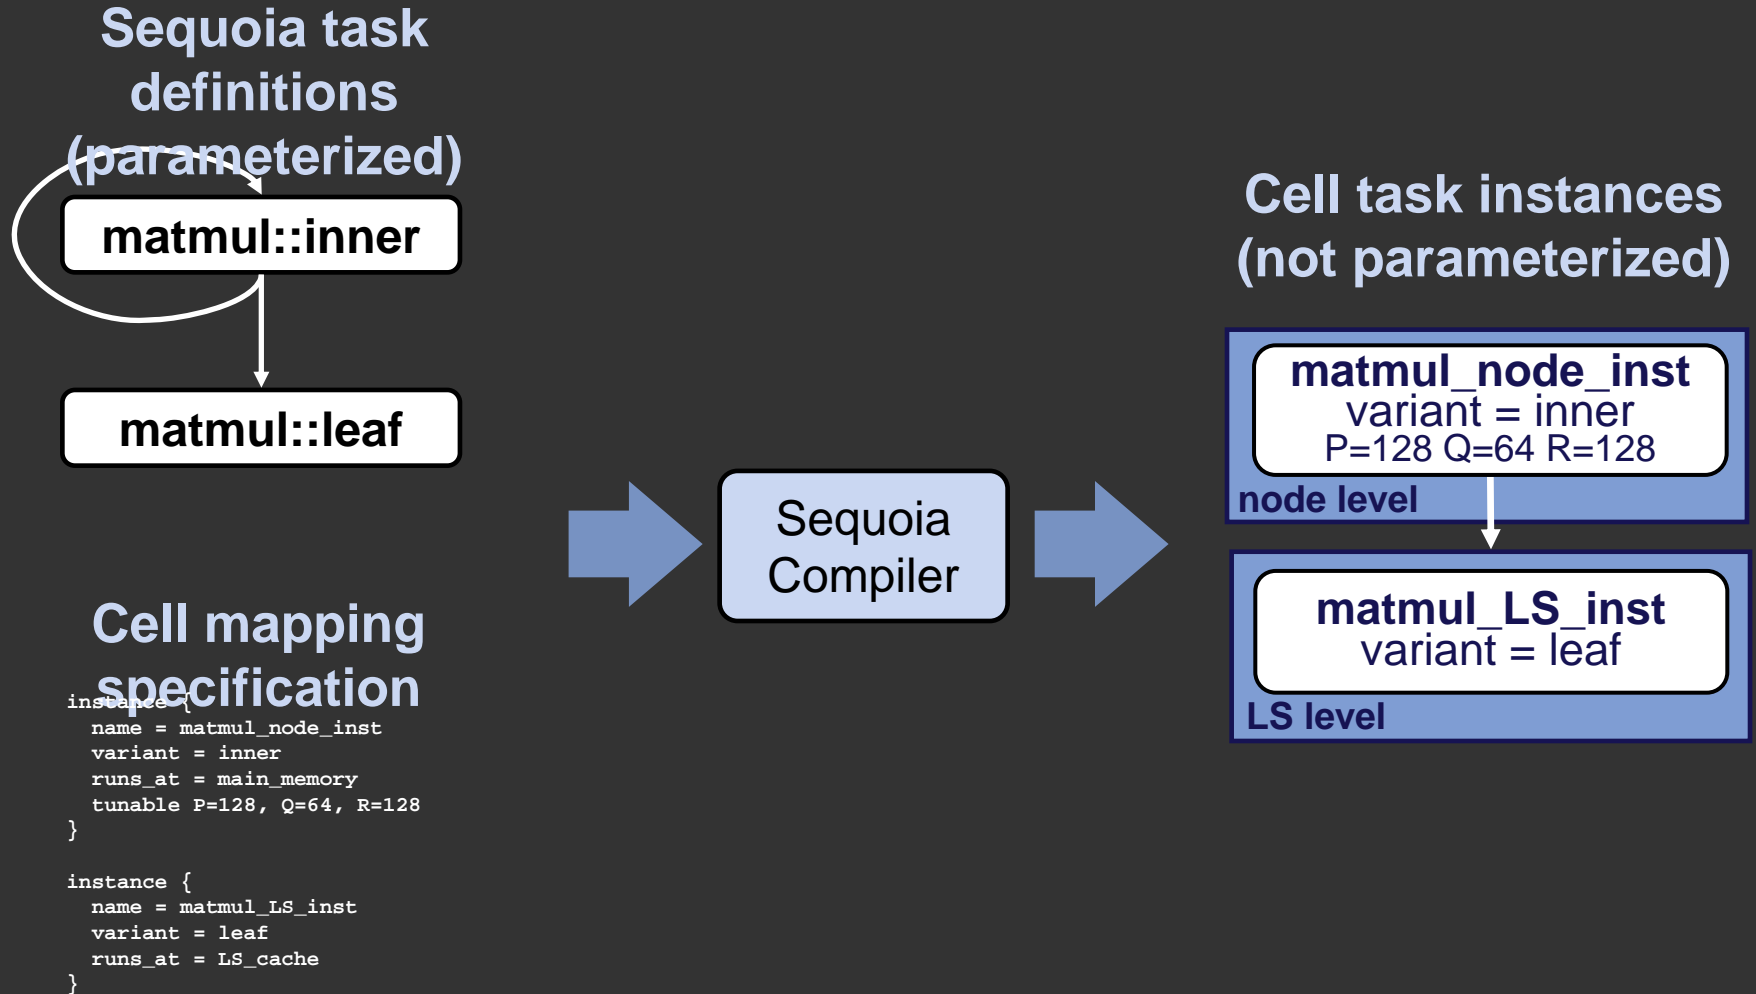 Sequoia task
definitions
(parameterized)
matmul::inner
matmul::leaf
Cell mapping
specification
instance {
  name = matmul_node_inst
  variant = inner
  runs_at = main_memory
  tunable P=128, Q=64, R=128
}
instance {
  name = matmul_LS_inst
  variant = leaf
  runs_at = LS_cache
}
Sequoia
Compiler
Cell task instances
(not parameterized)
matmul_node_inst
variant = inner
P=128 Q=64 R=128
node level
matmul_LS_inst
variant = leaf
LS level